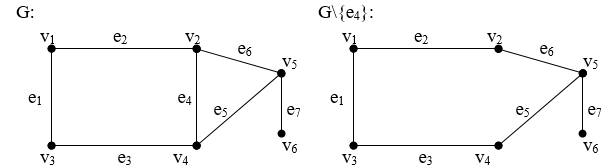 G:
G\{e4}:
v1 e2 v2 e6 v5
e1 e4 e5 e7
v3 e3 v4 v6
v1 e2 v2 e6 v5
e1 e5 e7
v3 e3 v4 v6